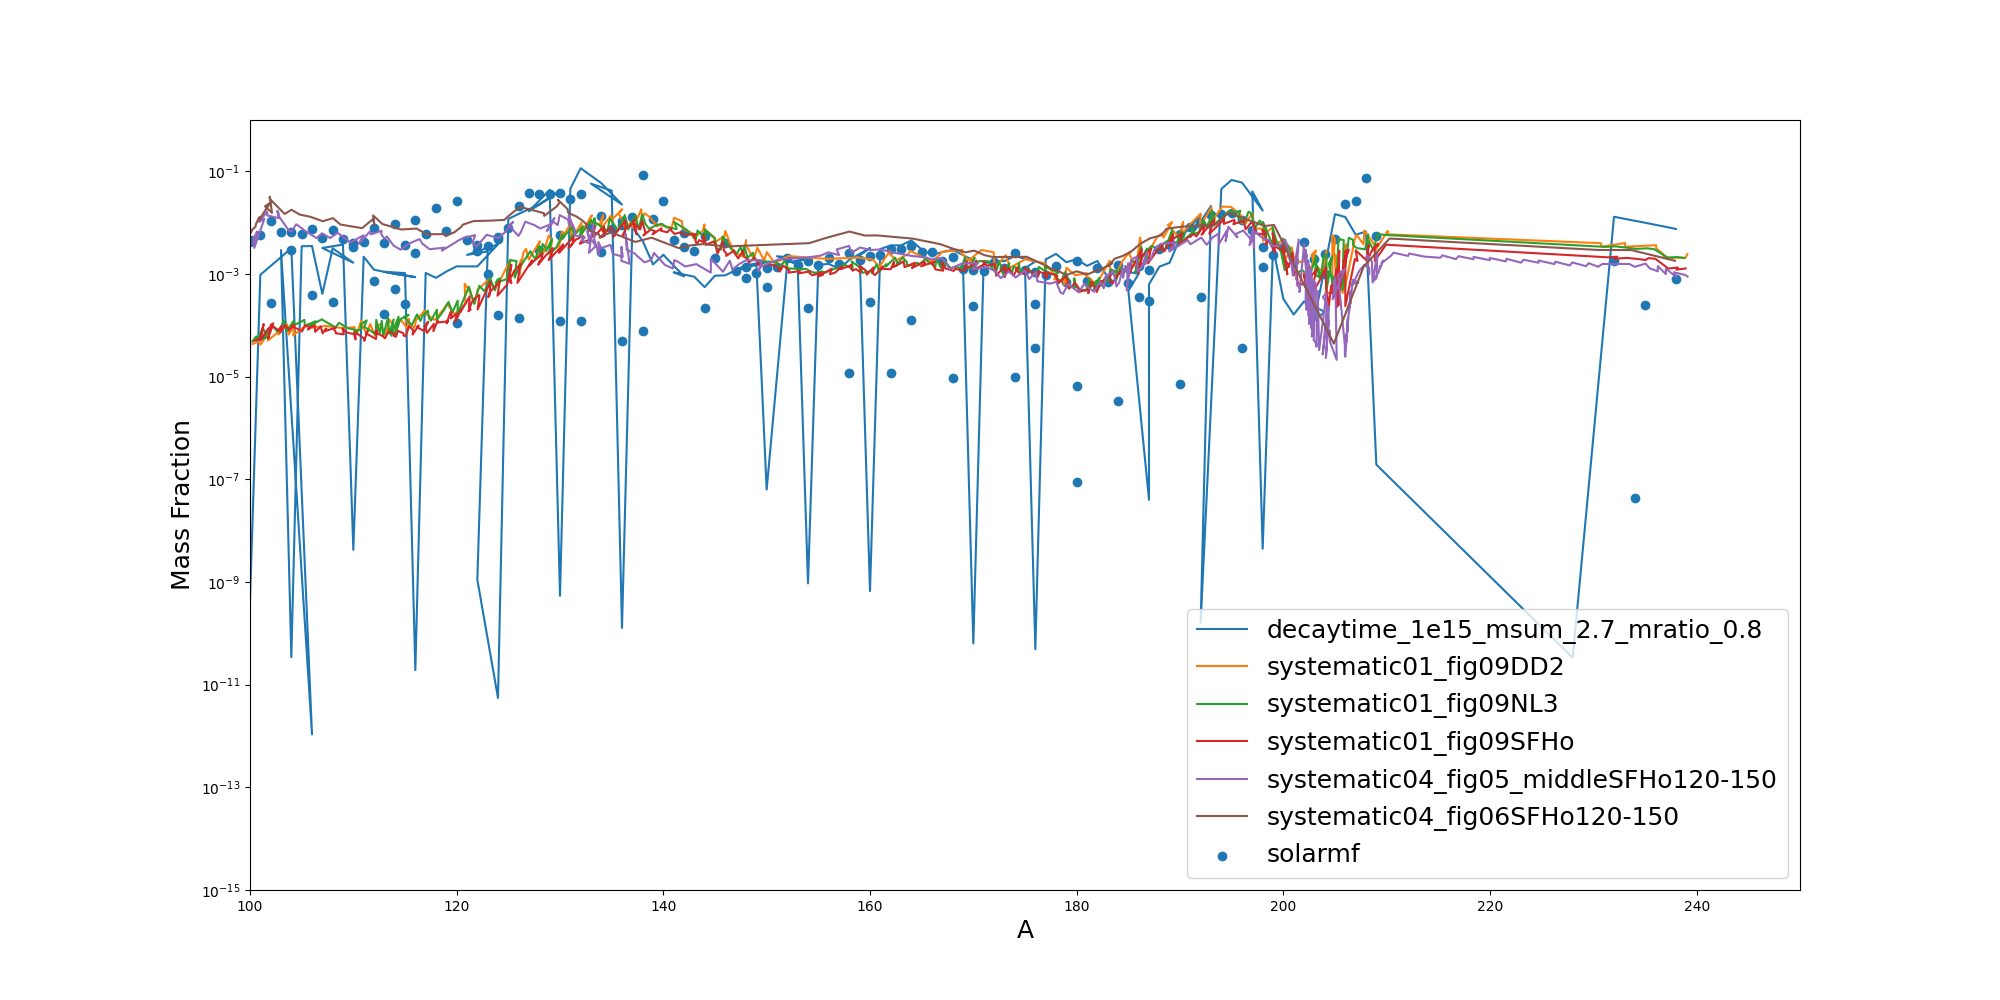 10⁻¹
10⁻³
10⁻⁵
10⁻⁷
10⁻⁹
10⁻¹¹
10⁻¹³
10⁻¹⁵
Mass Fraction
100 120 140 160 180 200 220 240
A
decaytime_1e15_msum_2.7_mratio_0.8
systematic01_fig09DD2
systematic01_fig09NL3
systematic01_fig09SFHo
systematic04_fig05_middleSFHo120-150
systematic04_fig06SFHo120-150
solarmf